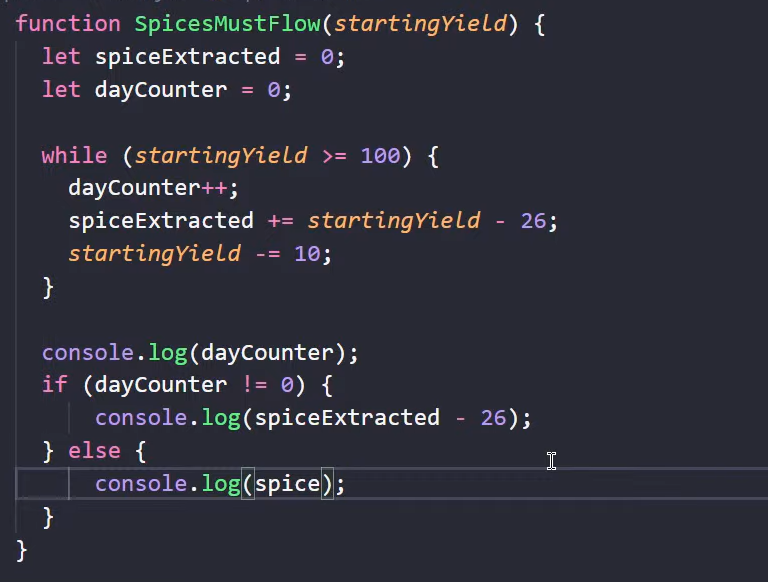 function SpicesMustFlow(startingYield) {
let spiceExtracted = 0;
let dayCounter = 0;
while (startingYield >= 100) {
dayCounter++;
spiceExtracted += startingYield - 26;
startingYield -= 10;
}
console.log(dayCounter);
if (dayCounter != 0) {
console.log(spiceExtracted - 26);
} else {
console.log(spice);
}
}